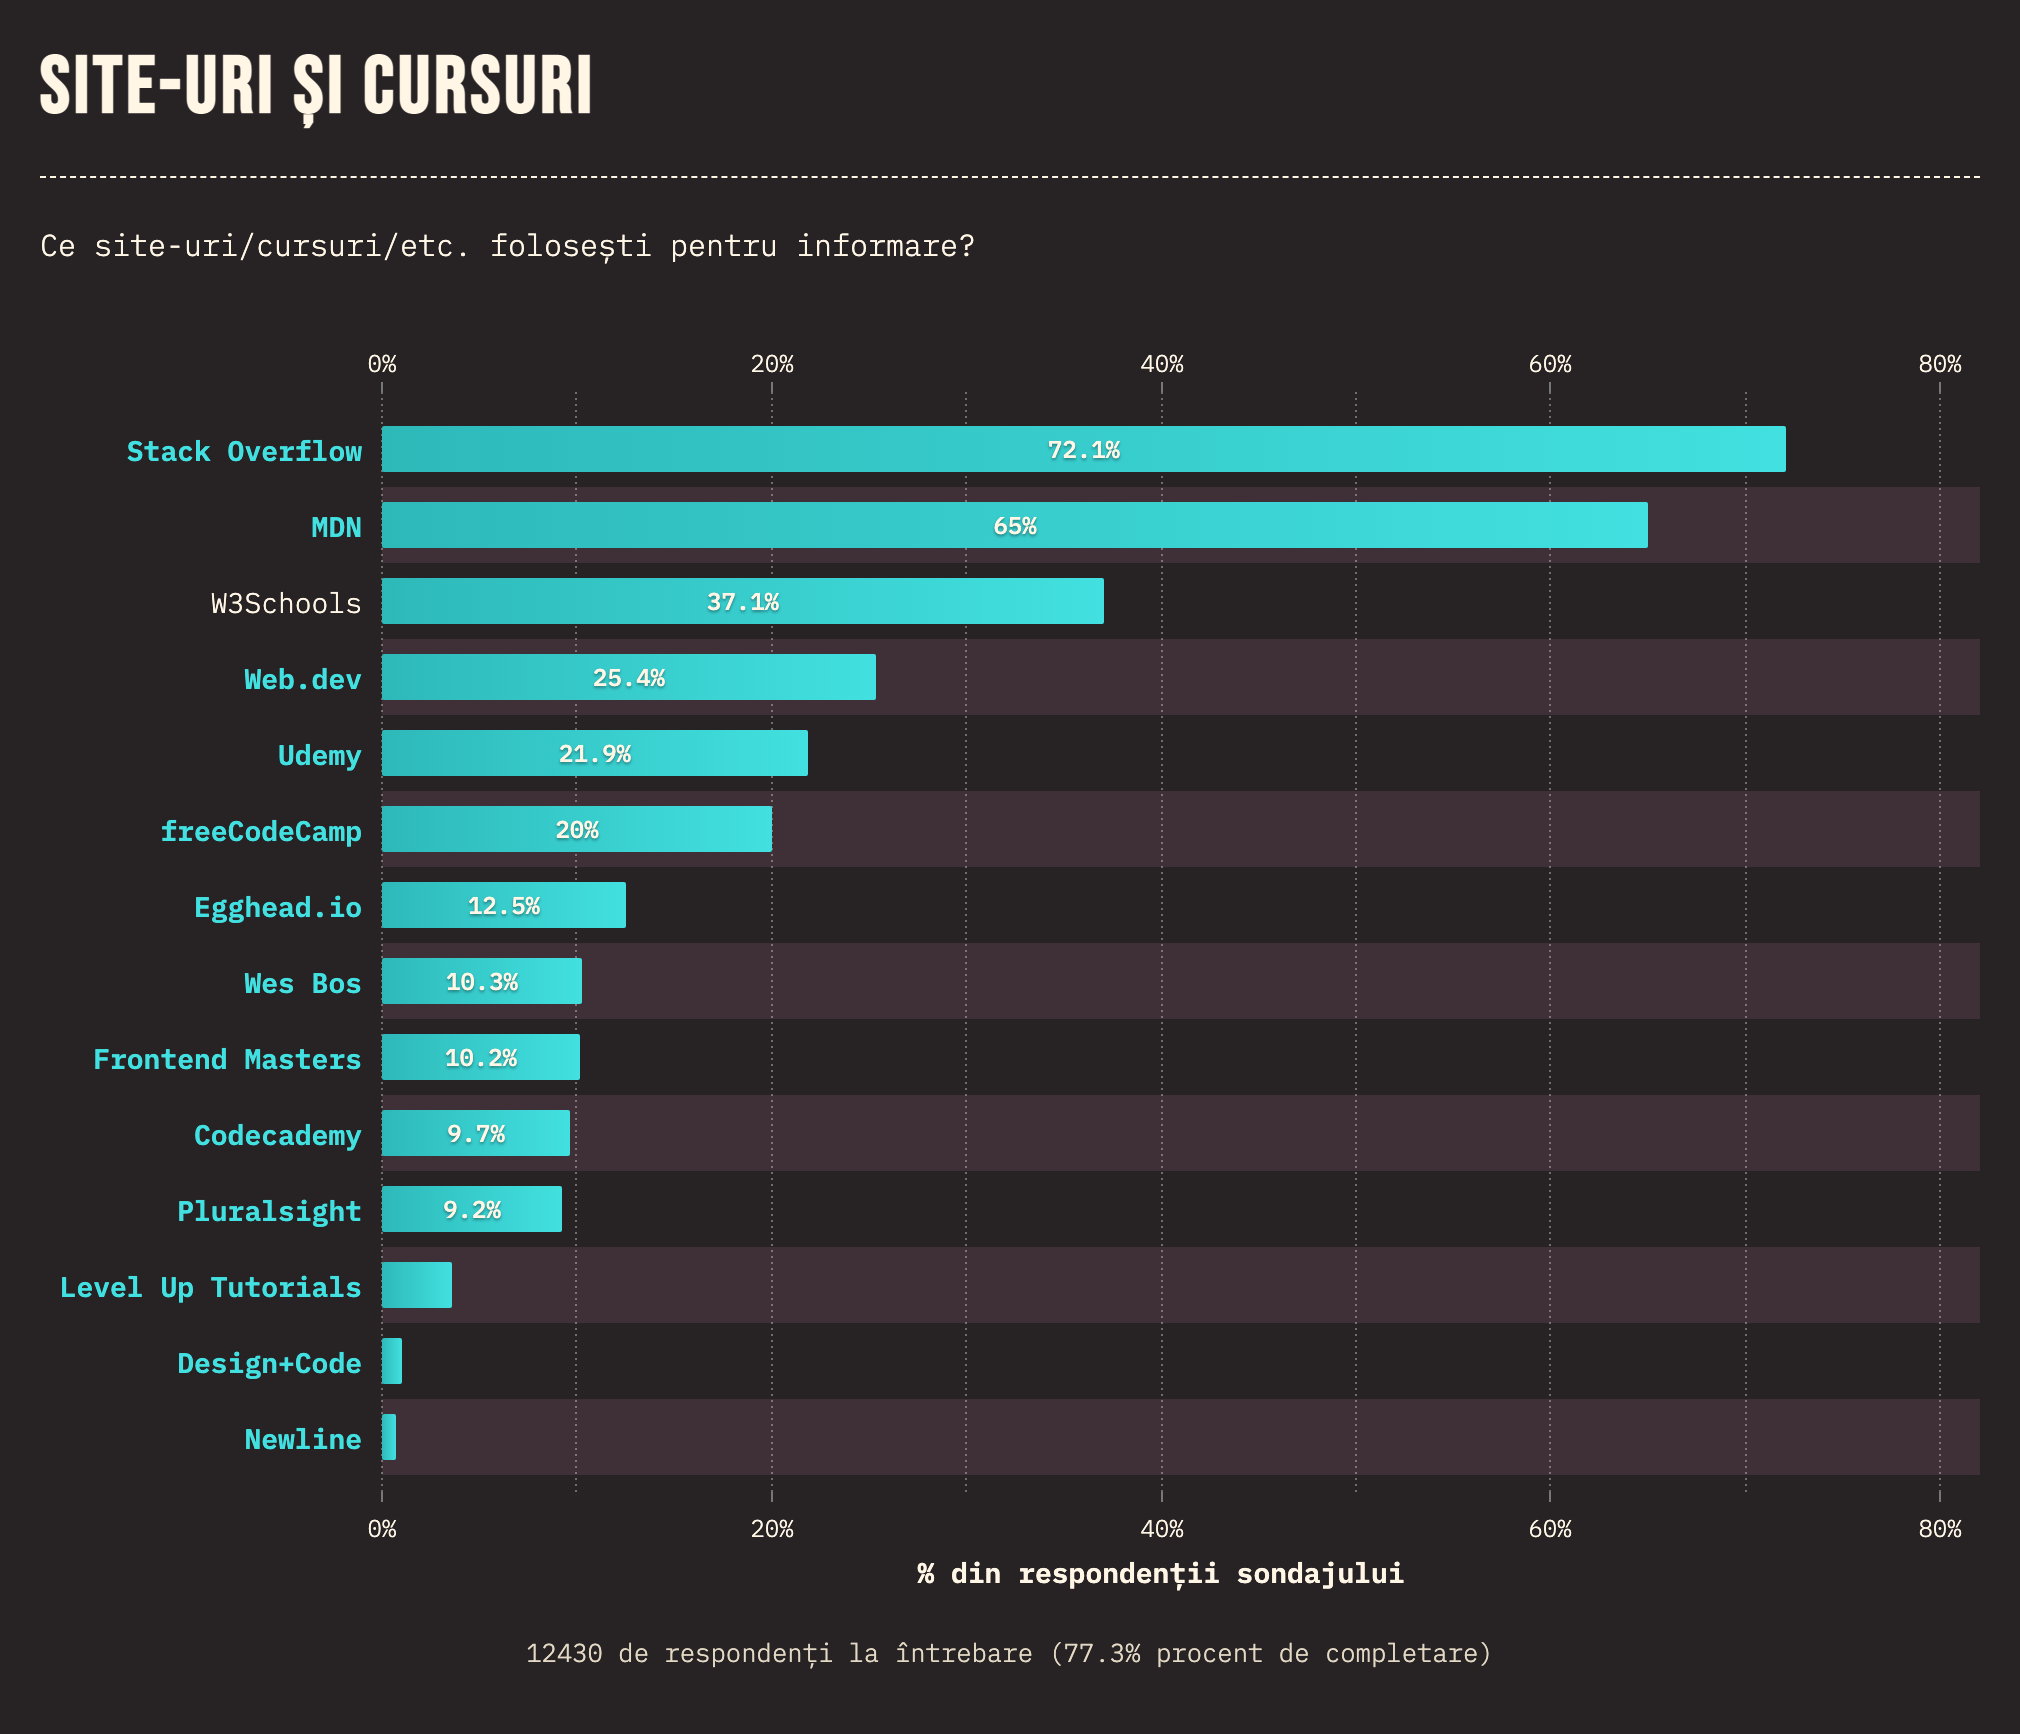 SITE-URI ȘI CURSURI
Ce site-uri/cursuri/etc. folosești pentru informare?
0% 20% 40% 60% 80%
Stack Overflow 72.1%
MDN 65%
W3Schools 37.1%
Web.dev 25.4%
Udemy 21.9%
freeCodeCamp 20%
Egghead.io 12.5%
Wes Bos 10.3%
Frontend Masters 10.2%
Codecademy 9.7%
Pluralsight 9.2%
Level Up Tutorials
Design+Code
Newline
0% 20% 40% 60% 80%
% din respondenții sondajului
12430 de respondenți la întrebare (77.3% procent de completare)